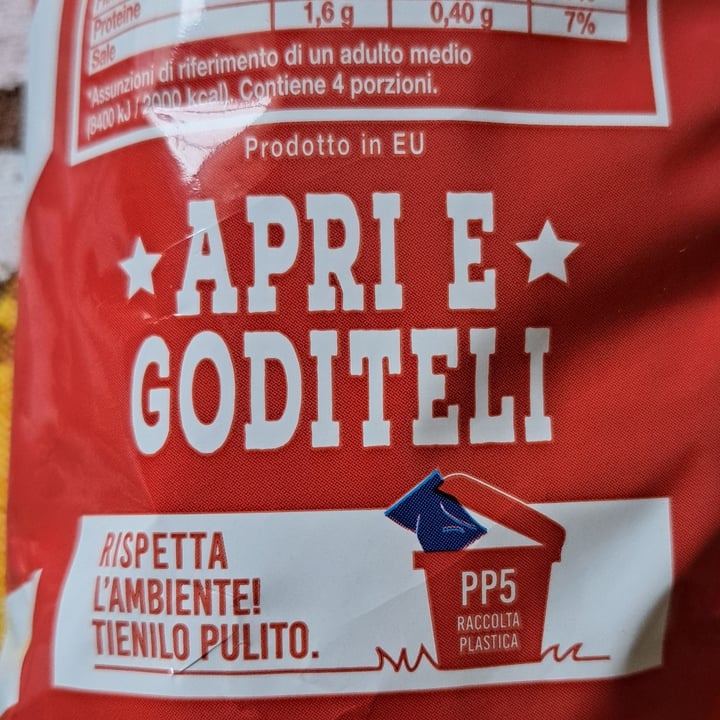 Proteine 1,6 g 0,40 g 7%
Sale
*Assunzioni di riferimento di un adulto medio
(8400 kJ / 2000 kcal). Contiene 4 porzioni.
Prodotto in EU
APRI E
GODITELI
RISPETTA
L'AMBIENTE!
TIENILO PULITO.
PP5
RACCOLTA
PLASTICA